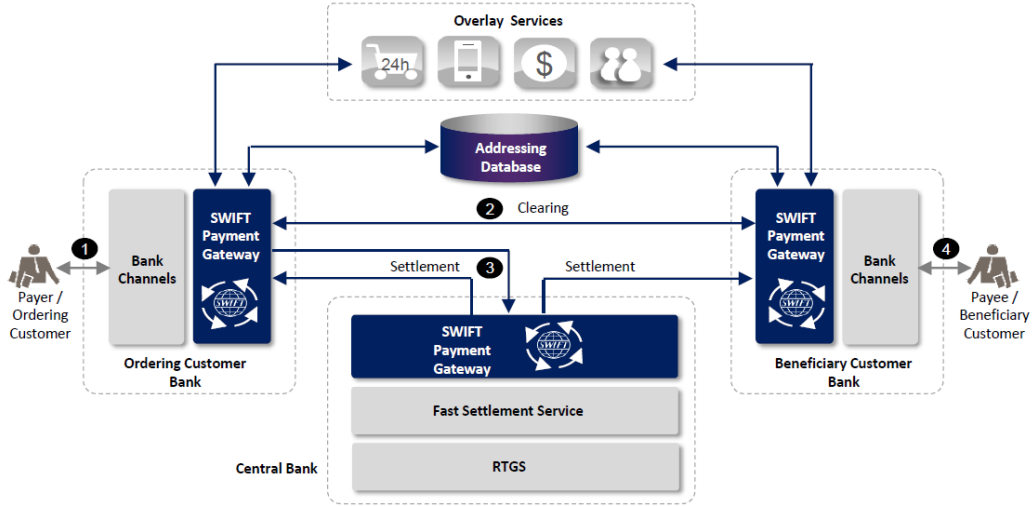 Overlay Services
24h
$
Addressing
Database
SWIFT
Payment
Gateway
2 Clearing
SWIFT
Payment
Gateway
1
Bank
Channels
3
Settlement
Settlement
Bank
Channels
4
SWIFT
SWIFT
Payer /
Ordering
Customer
Payee /
Beneficiary
Customer
SWIFT
Payment
Gateway
SWIFT
Ordering Customer
Bank
Beneficiary Customer
Bank
Fast Settlement Service
Central Bank
RTGS